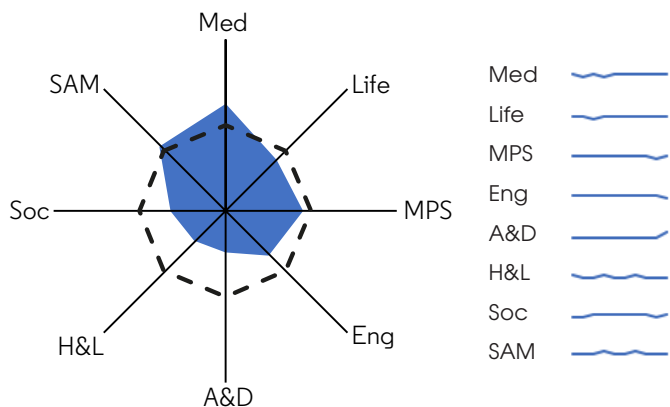 Med
SAM
Life
Soc
MPS
H&L
Eng
A&D
Med
Life
MPS
Eng
A&D
H&L
Soc
SAM